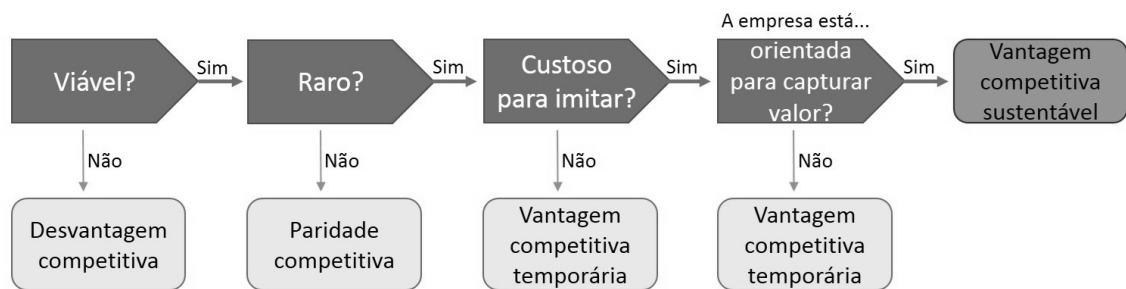 Viável?
Sim
Raro?
Sim
Custoso
para imitar?
Sim
A empresa está...
orientada
para capturar
valor?
Sim
Vantagem
competitiva
sustentável
Não
Não
Não
Não
Desvantagem
competitiva
Paridade
competitiva
Vantagem
competitiva
temporária
Vantagem
competitiva
temporária